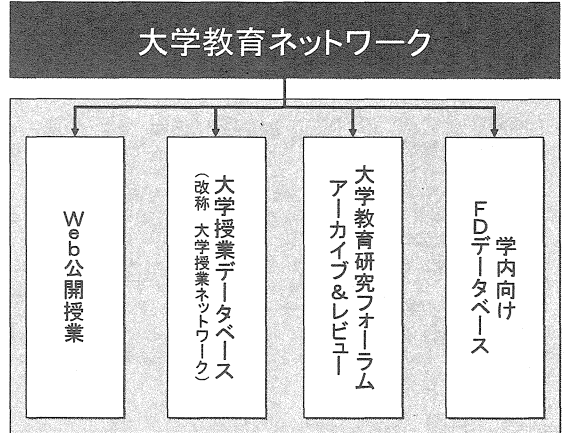 大学教育ネットワーク
Web公開授業
大学授業データベース
(改称 大学授業ネットワーク)
大学教育研究フォーラム
アーカイブ&レビュー
学内向け
FDデータベース